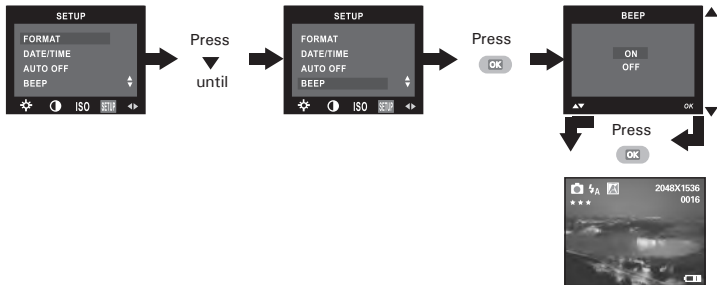 SETUP
FORMAT
DATE/TIME
AUTO OFF
BEEP
ISO SETUP
Press
until
SETUP
FORMAT
DATE/TIME
AUTO OFF
BEEP
ISO SETUP
Press
OK
BEEP
ON
OFF
OK
Press
OK
A
2048X1536
0016